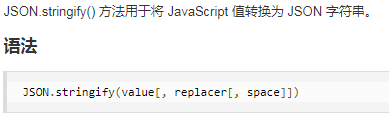 JSON.stringify() 方法用于将 JavaScript 值转换为 JSON 字符串。
语法
JSON.stringify(value[, replacer[, space]])